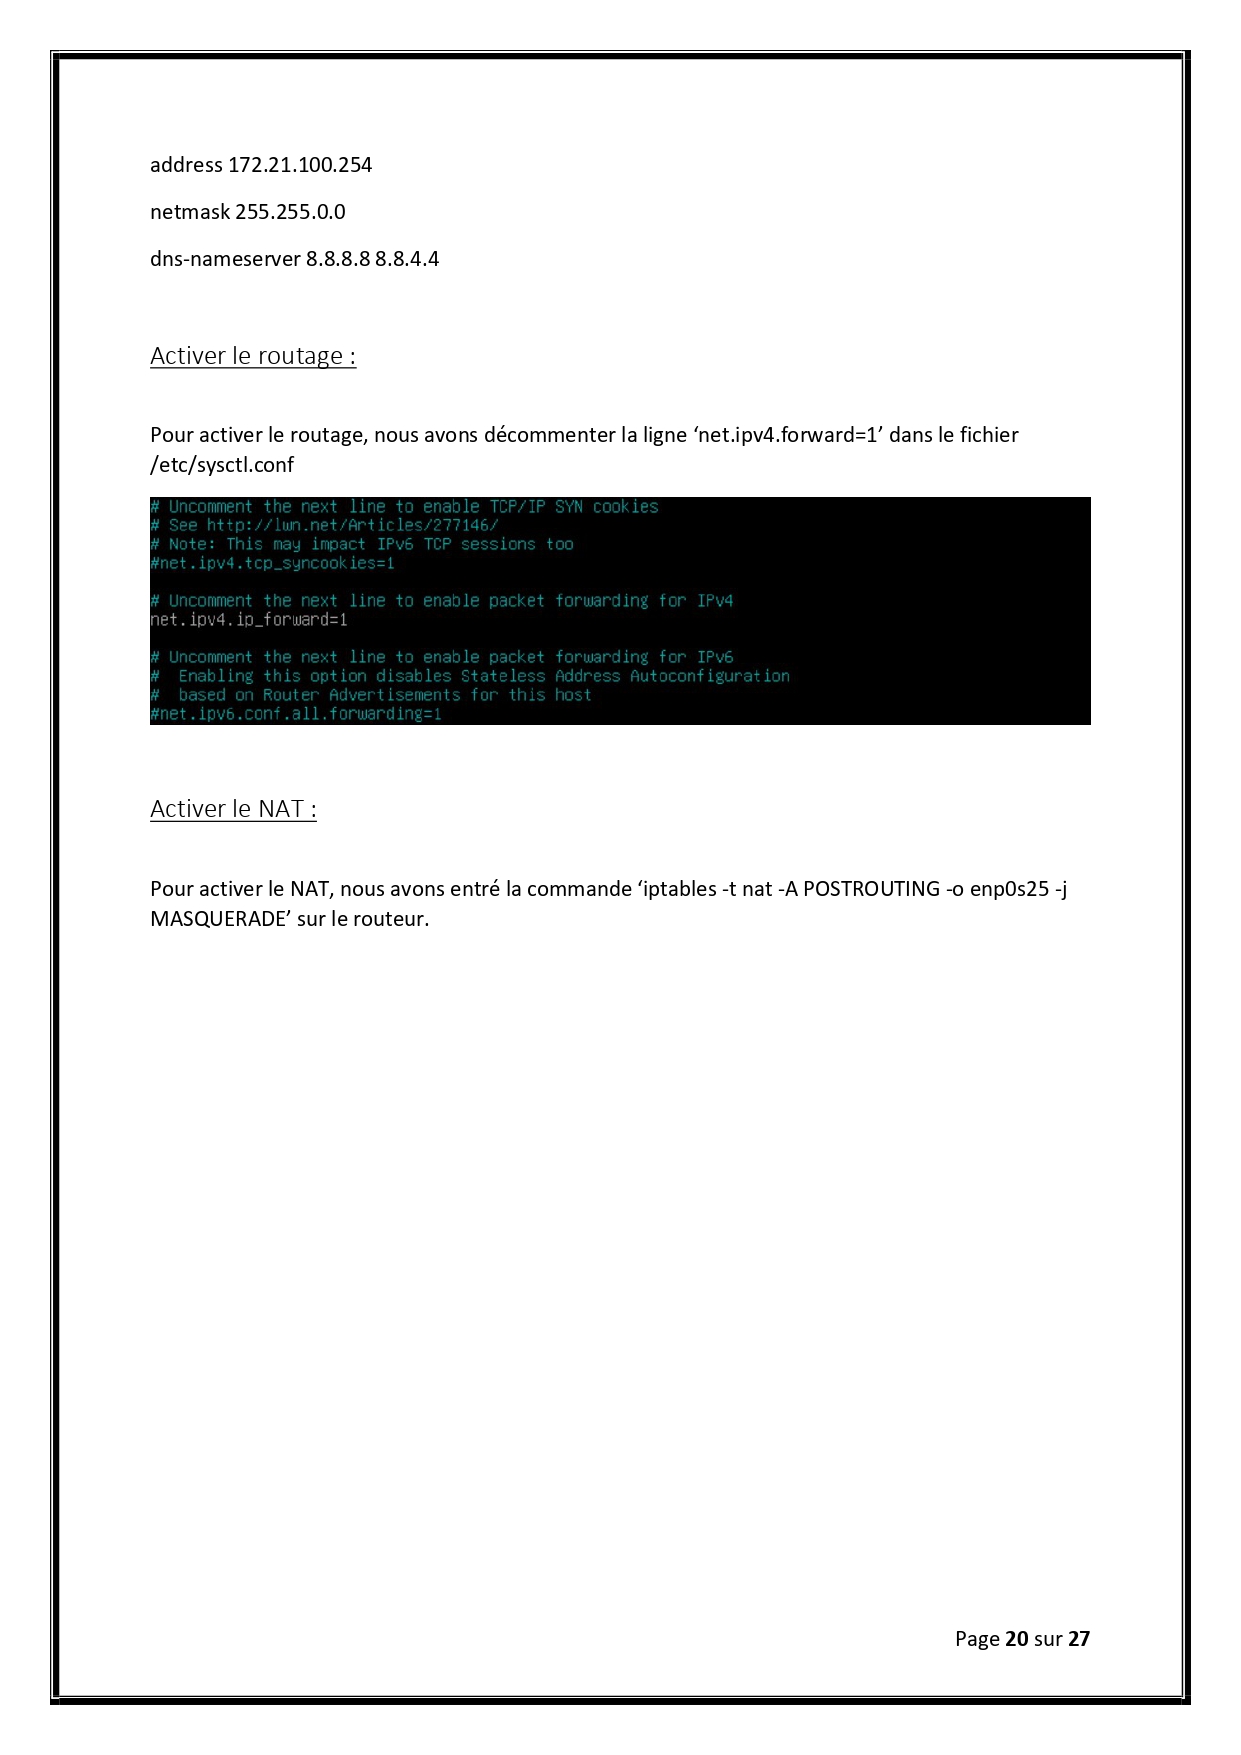 address 172.21.100.254
netmask 255.255.0.0
dns-nameserver 8.8.8.8 8.8.4.4
Activer le routage :
Pour activer le routage, nous avons décommenter la ligne ‘net.ipv4.forward=1’ dans le fichier
/etc/sysctl.conf
# Uncomment the next line to enable TCP/IP SYN cookies
# See http://lwn.net/Articles/277146/
# Note: This may impact IPv6 TCP sessions too
#net.ipv4.tcp_syncookies=1
# Uncomment the next line to enable packet forwarding for IPv4
net.ipv4.ip_forward=1
# Uncomment the next line to enable packet forwarding for IPv6
#  Enabling this option disables Stateless Address Autoconfiguration
#  based on Router Advertisements for this host
#net.ipv6.conf.all.forwarding=1
Activer le NAT :
Pour activer le NAT, nous avons entré la commande ‘iptables -t nat -A POSTROUTING -o enp0s25 -j
MASQUERADE’ sur le routeur.
Page 20 sur 27